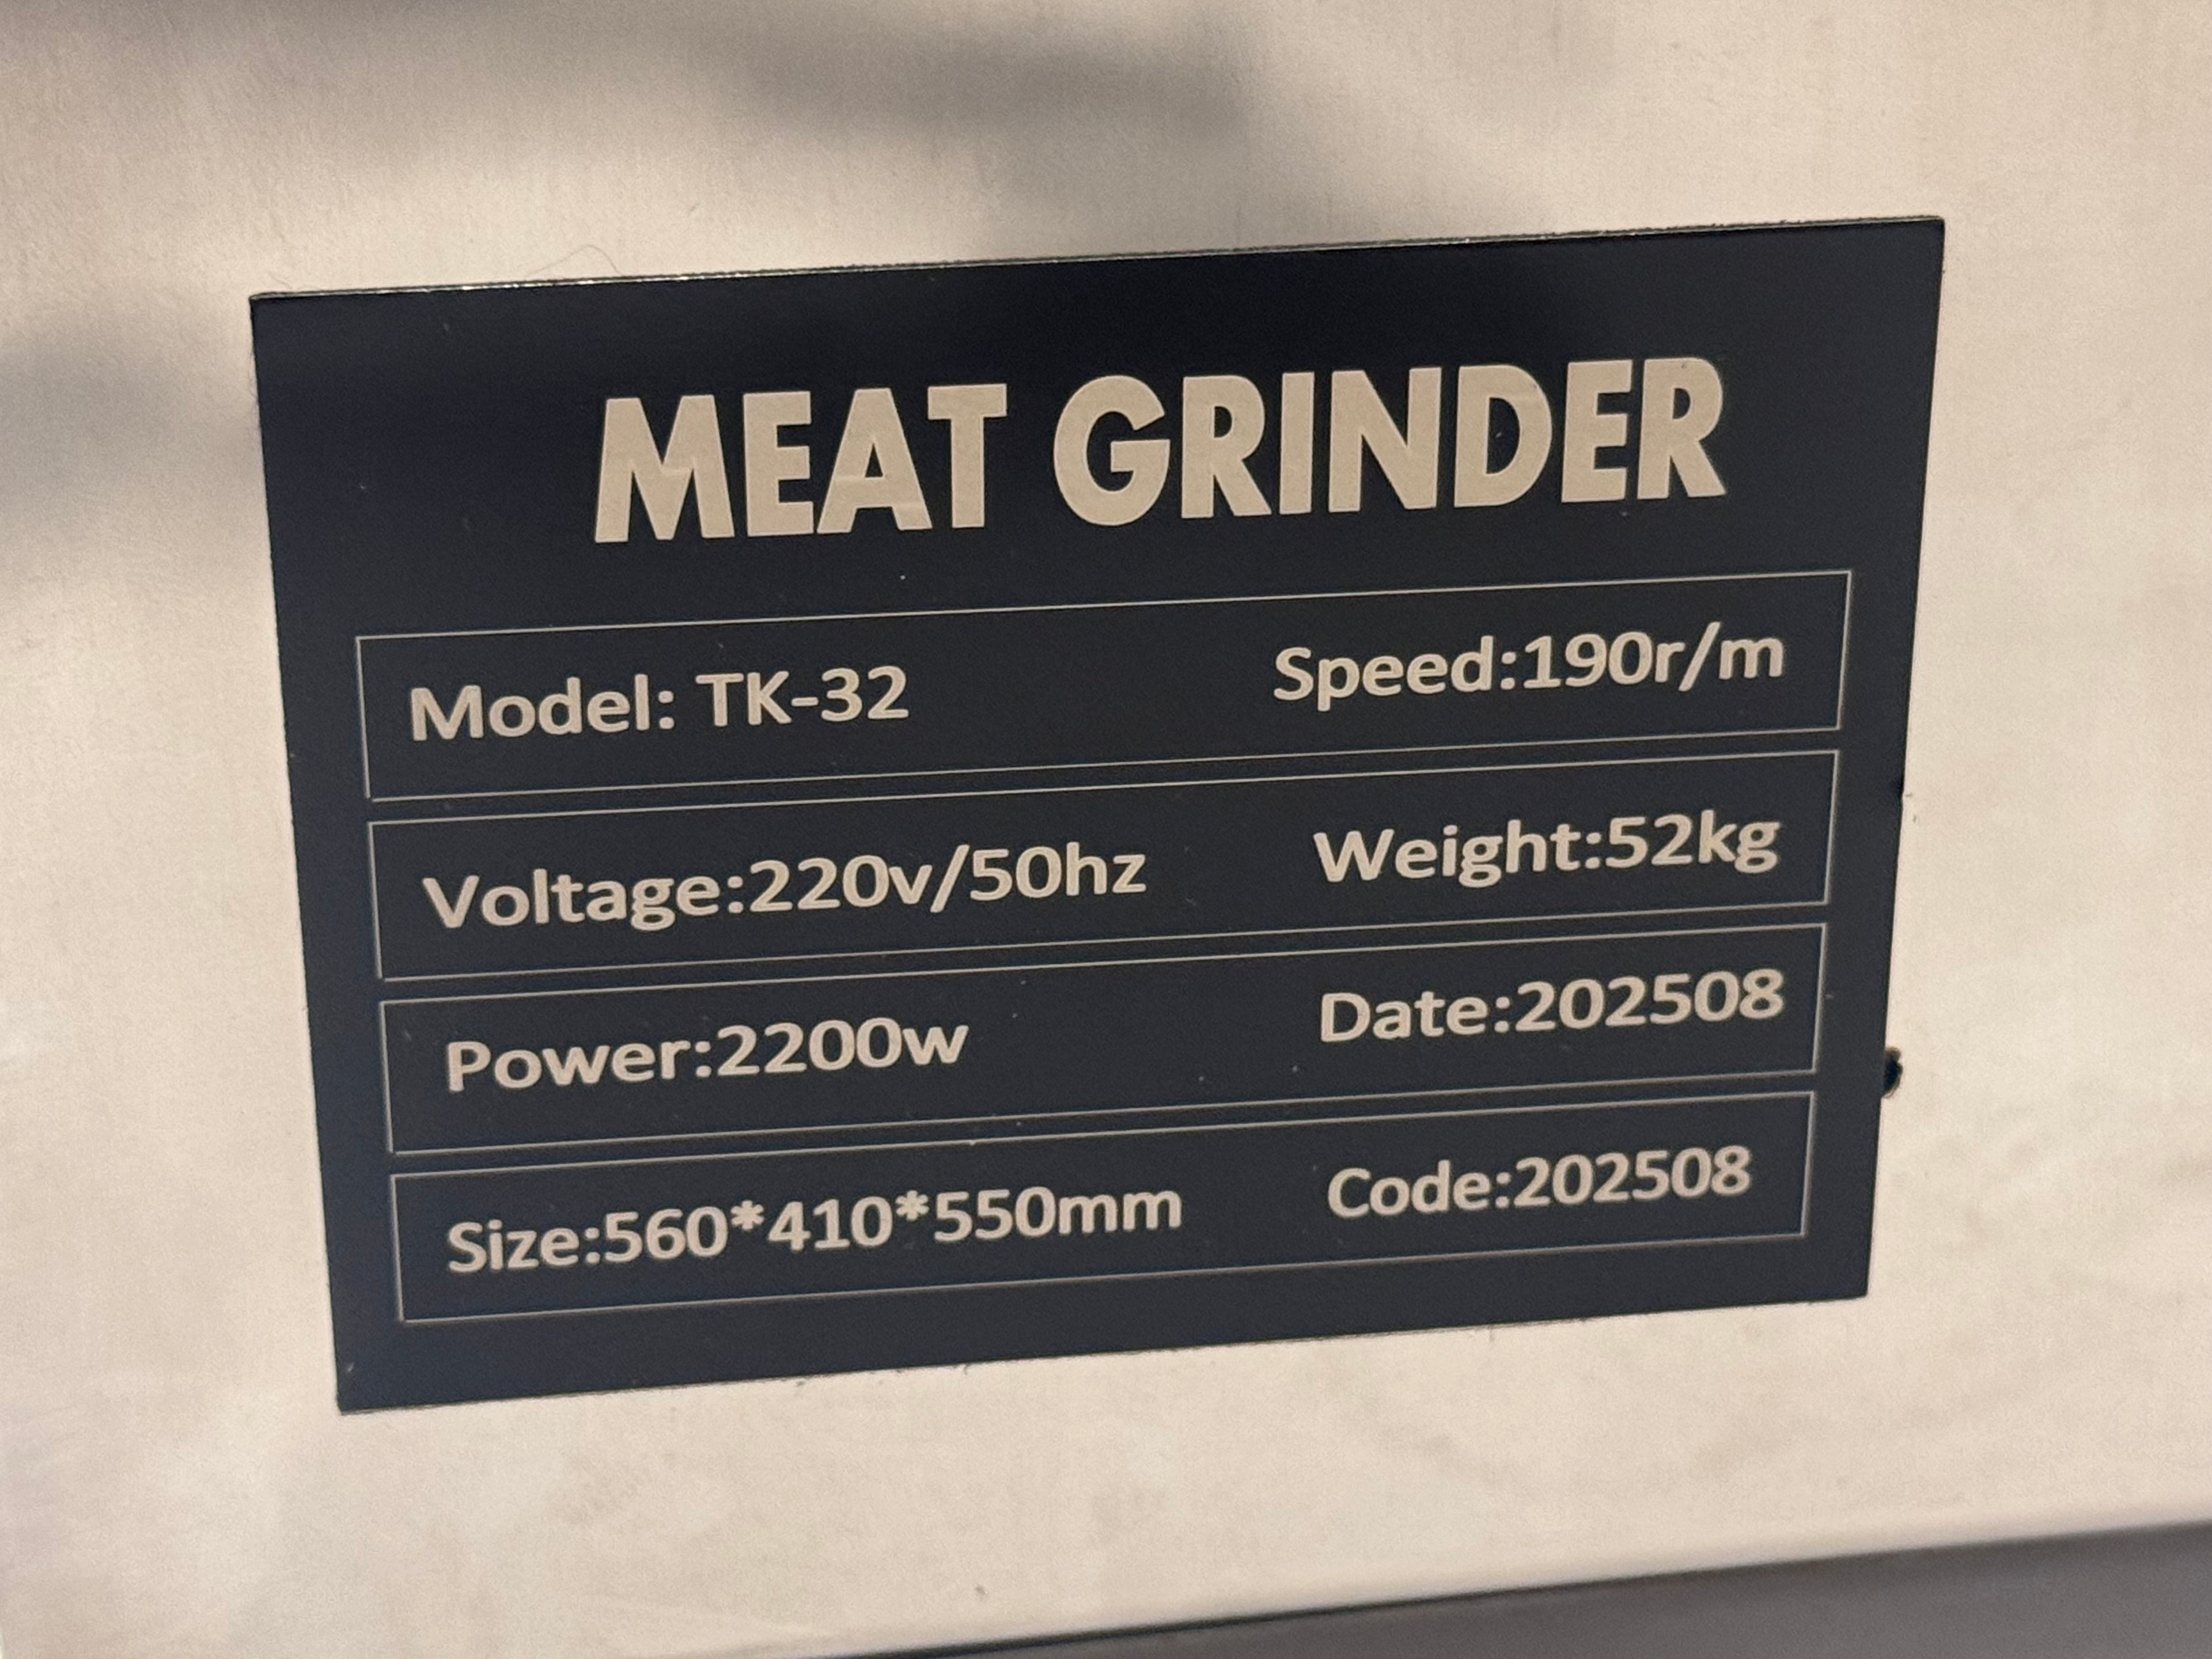 MEAT GRINDER
Model: TK-32 Speed:190r/m
Voltage:220v/50hz Weight:52kg
Power:2200w Date:202508
Size:560*410*550mm Code:202508